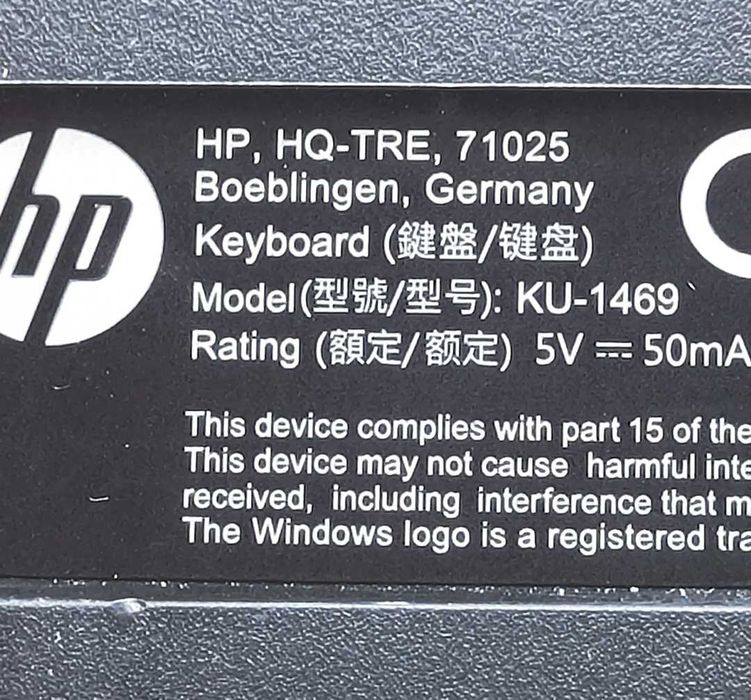 hp
HP, HQ-TRE, 71025
Boeblingen, Germany
Keyboard (鍵盤/键盘)
Model(型號/型号): KU-1469
Rating (額定/额定) 5V ⎓ 50mA
This device complies with part 15 of the
This device may not cause harmful inte
received, including interference that m
The Windows logo is a registered tra